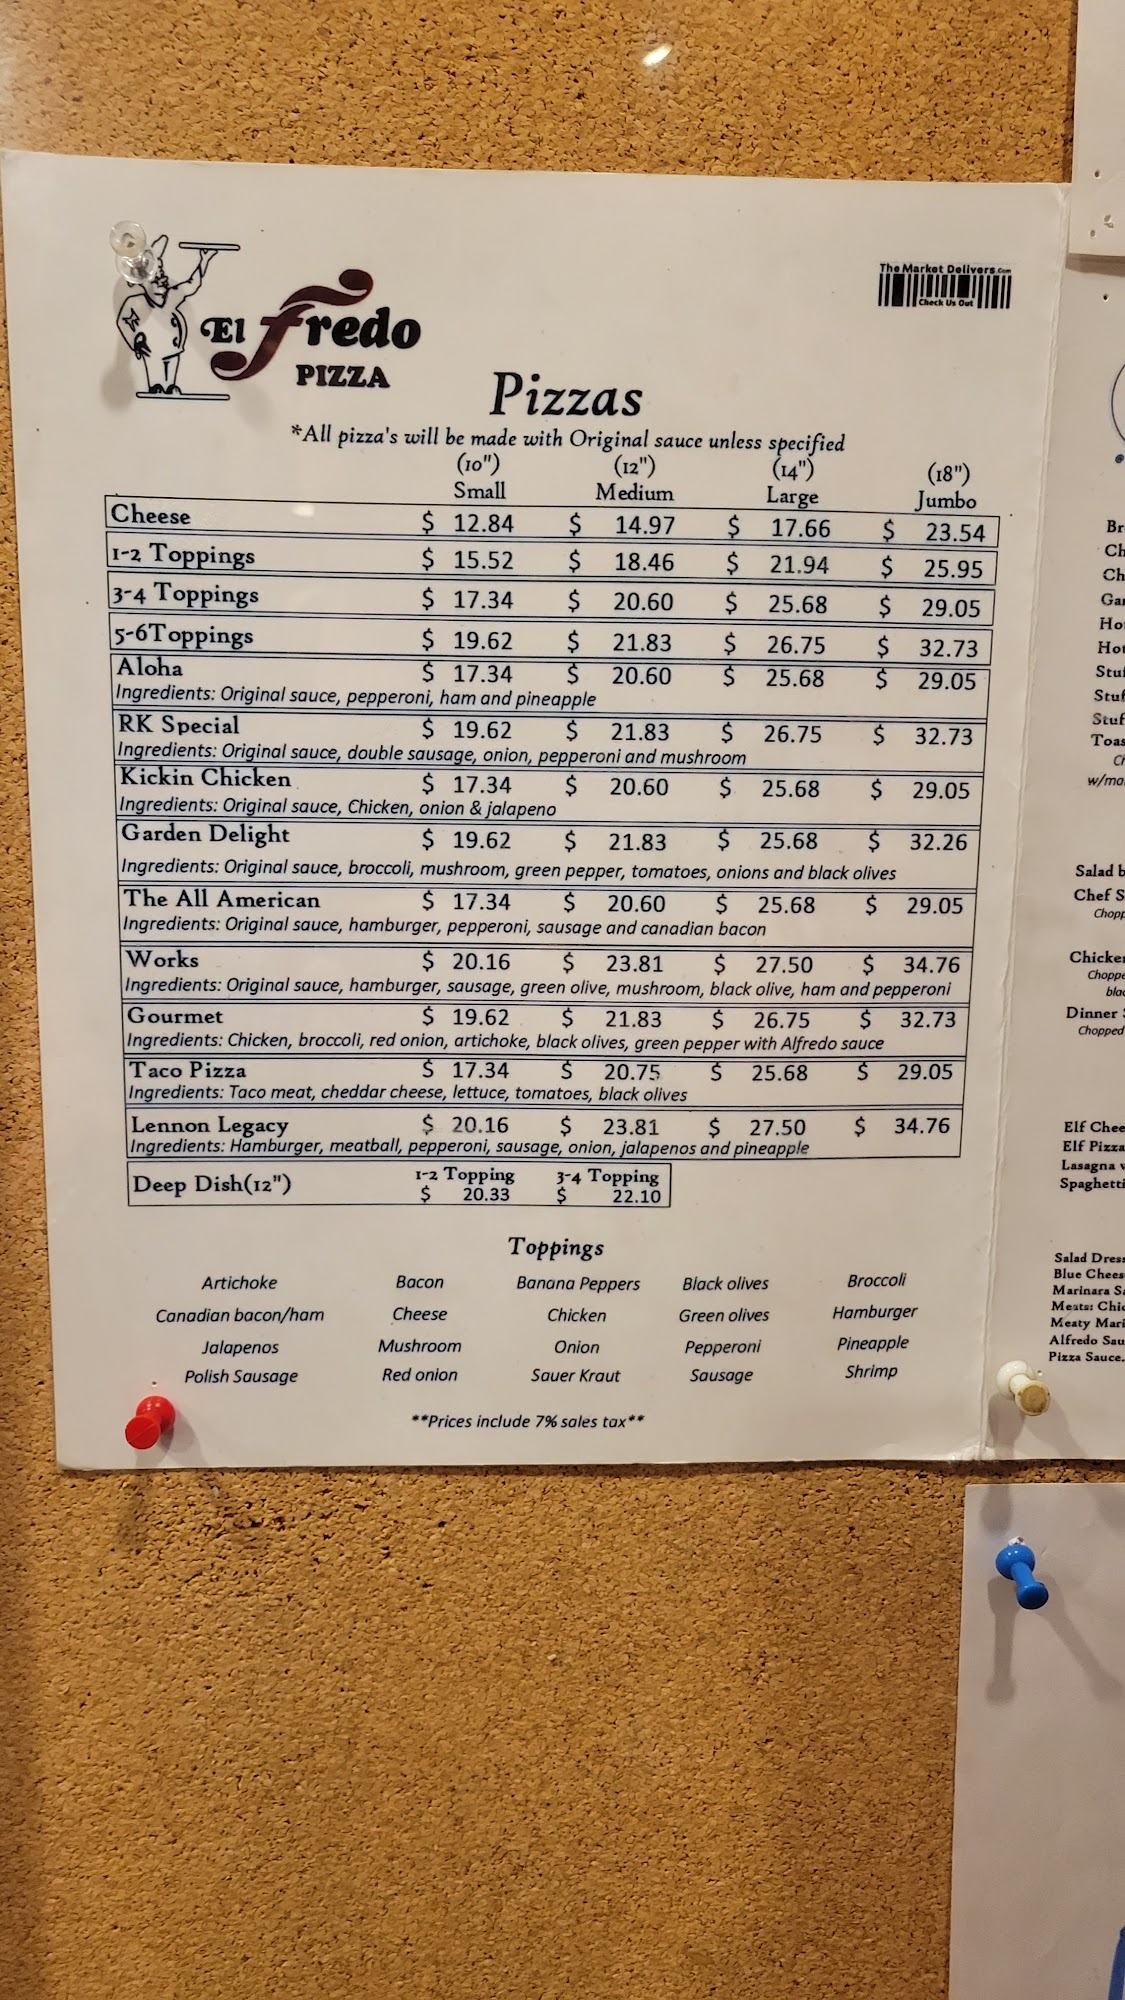 The Market Delivers.Com
Check Us Out
El Fredo
PIZZA
Pizzas
*All pizza's will be made with Original sauce unless specified
(10") (12") (14") (18")
Small Medium Large Jumbo
Cheese $ 12.84 $ 14.97 $ 17.66 $ 23.54
1-2 Toppings $ 15.52 $ 18.46 $ 21.94 $ 25.95
3-4 Toppings $ 17.34 $ 20.60 $ 25.68 $ 29.05
5-6Toppings $ 19.62 $ 21.83 $ 26.75 $ 32.73
Aloha $ 17.34 $ 20.60 $ 25.68 $ 29.05
Ingredients: Original sauce, pepperoni, ham and pineapple
RK Special $ 19.62 $ 21.83 $ 26.75 $ 32.73
Ingredients: Original sauce, double sausage, onion, pepperoni and mushroom
Kickin Chicken $ 17.34 $ 20.60 $ 25.68 $ 29.05
Ingredients: Original sauce, Chicken, onion & jalapeno
Garden Delight $ 19.62 $ 21.83 $ 25.68 $ 32.26
Ingredients: Original sauce, broccoli, mushroom, green pepper, tomatoes, onions and black olives
The All American $ 17.34 $ 20.60 $ 25.68 $ 29.05
Ingredients: Original sauce, hamburger, pepperoni, sausage and canadian bacon
Works $ 20.16 $ 23.81 $ 27.50 $ 34.76
Ingredients: Original sauce, hamburger, sausage, green olive, mushroom, black olive, ham and pepperoni
Gourmet $ 19.62 $ 21.83 $ 26.75 $ 32.73
Ingredients: Chicken, broccoli, red onion, artichoke, black olives, green pepper with Alfredo sauce
Taco Pizza $ 17.34 $ 20.75 $ 25.68 $ 29.05
Ingredients: Taco meat, cheddar cheese, lettuce, tomatoes, black olives
Lennon Legacy $ 20.16 $ 23.81 $ 27.50 $ 34.76
Ingredients: Hamburger, meatball, pepperoni, sausage, onion, jalapenos and pineapple
1-2 Topping 3-4 Topping
Deep Dish(12") $ 20.33 $ 22.10
Toppings
Artichoke Bacon Banana Peppers Black olives Broccoli
Canadian bacon/ham Cheese Chicken Green olives Hamburger
Jalapenos Mushroom Onion Pepperoni Pineapple
Polish Sausage Red onion Sauer Kraut Sausage Shrimp
**Prices include 7% sales tax**
Salad
Chef
Dinner
Chopped
Lasagna
Salad
Marinara
Meats:
Meaty
Alfredo
Pizza Sauce.